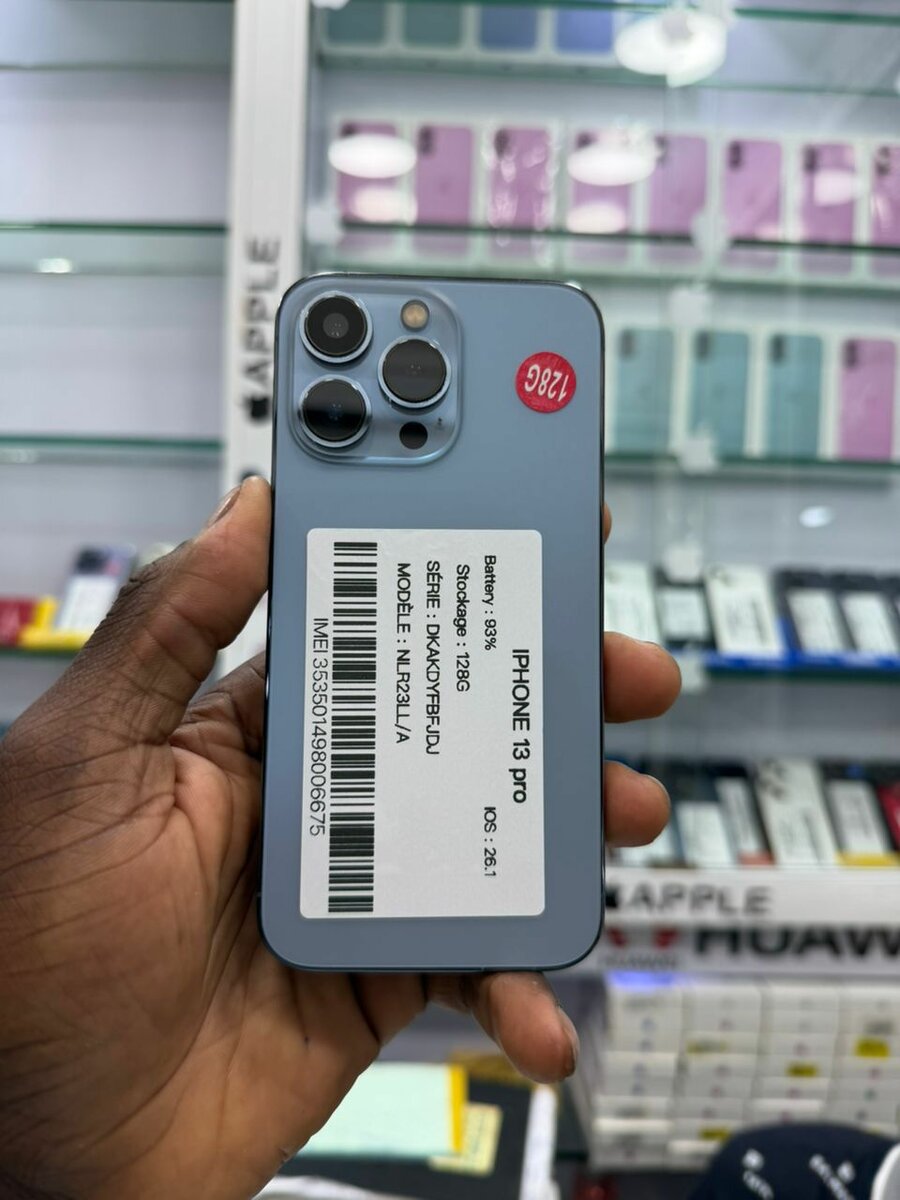 IPHONE 13 pro
Battery : 93% IOS : 26.1
Stockage : 128G
SÉRIE : DKAKDYFBFJDJ
MODÈLE : NLR23LL/A
IMEI 353501498006675
128G
APPLE
APPLE
HUAWEI